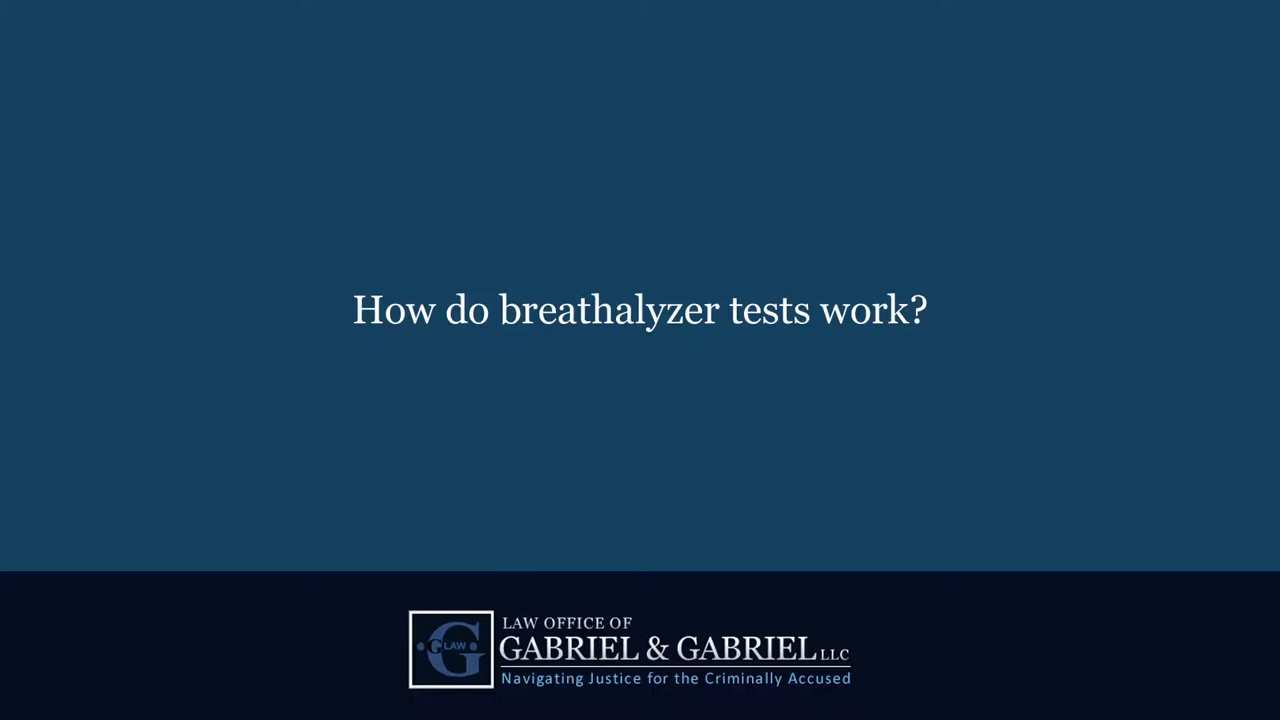 How do breathalyzer tests work?
G LAW
LAW OFFICE OF
GABRIEL & GABRIEL LLC
Navigating Justice for the Criminally Accused